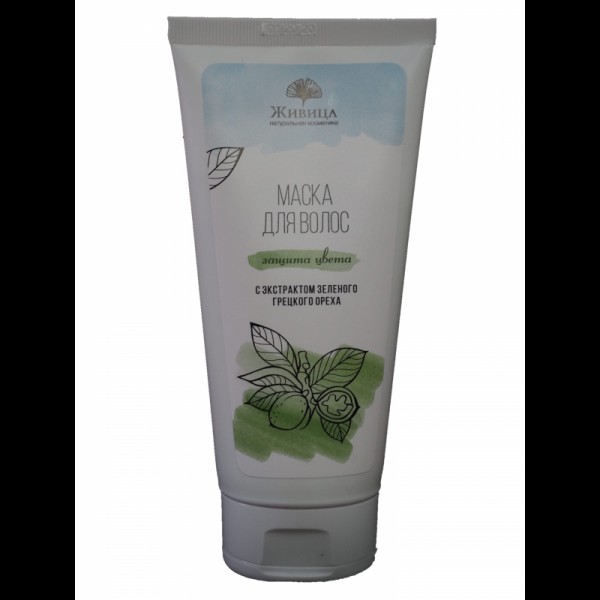 Живица
натуральная косметика
МАСКА
ДЛЯ ВОЛОС
защита цвета
С ЭКСТРАКТОМ ЗЕЛЕНОГО
ГРЕЦКОГО ОРЕХА